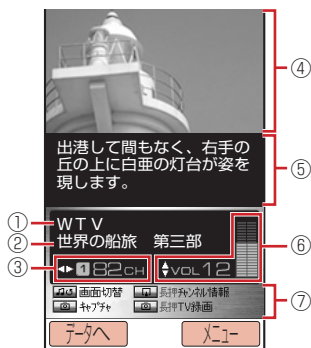 ④
出港して間もなく、右手の
丘の上に白亜の灯台が姿を
現します。
⑤
① WTV
② 世界の船旅 第三部
⑥
③ 1 82CH VOL12
画面切替 長押チャンネル情報
キャプチャ 長押TV録画
⑦
データへ メニュー